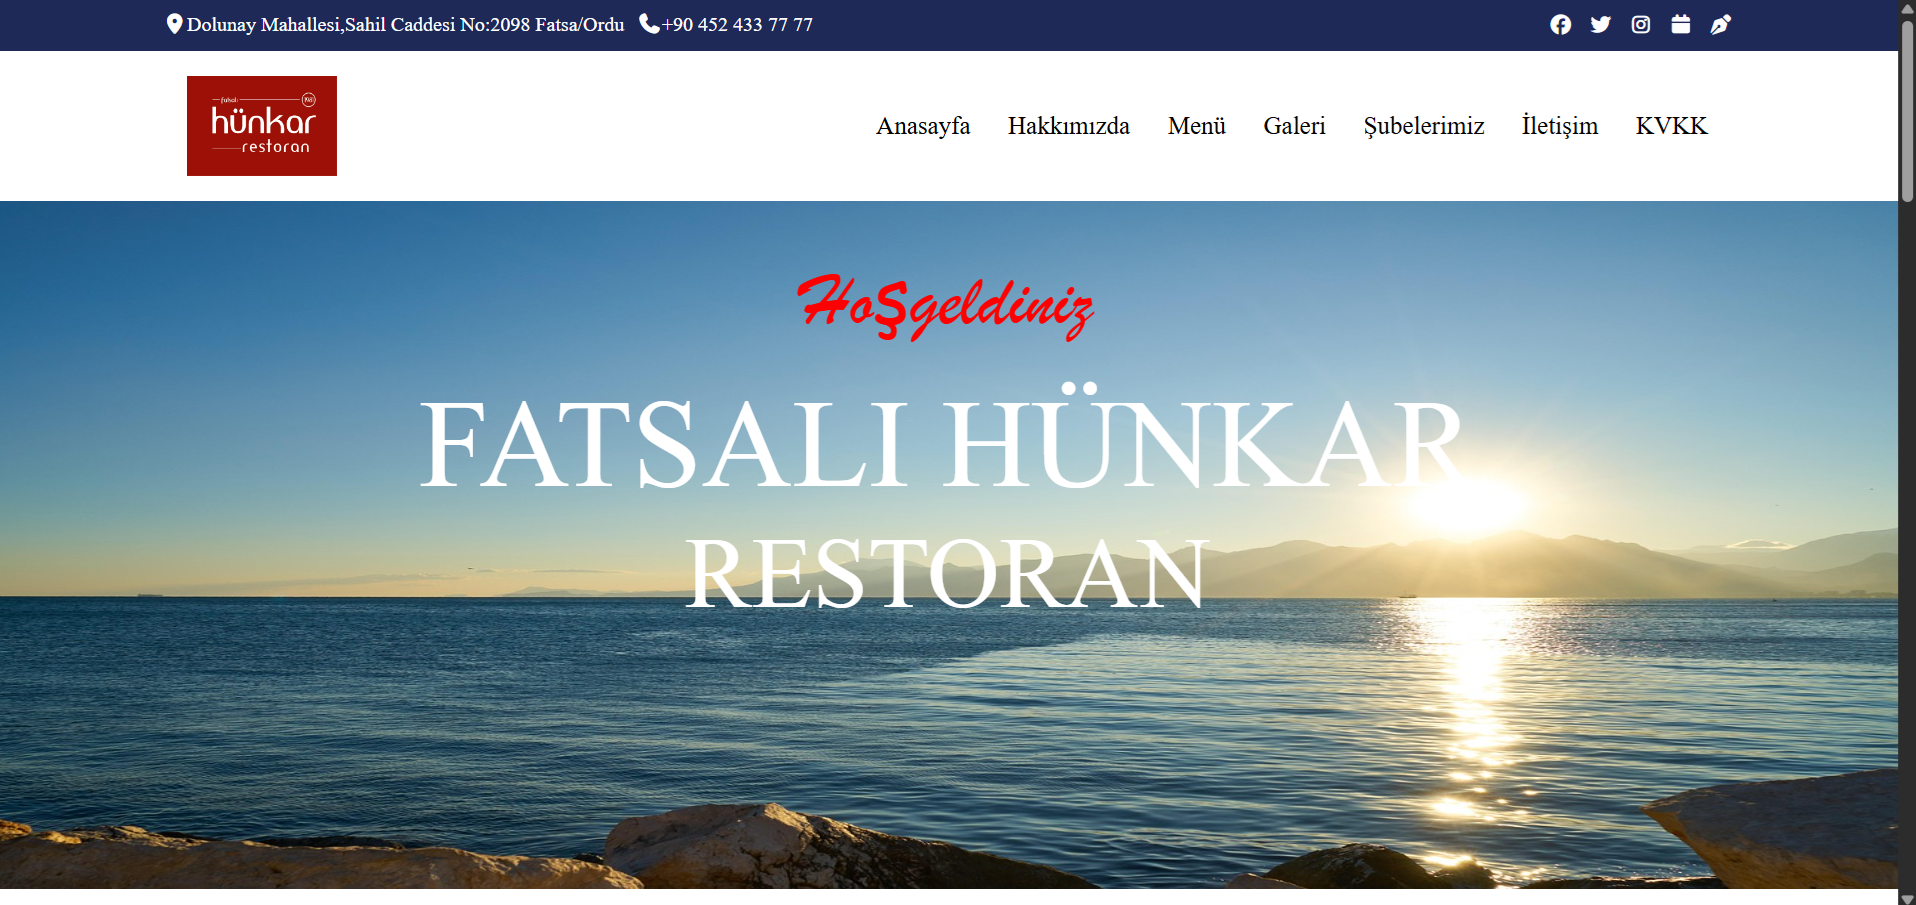 Dolunay Mahallesi,Sahil Caddesi No:2098 Fatsa/Ordu +90 452 433 77 77
fatsalı
hünkar
restoran
Anasayfa Hakkımızda Menü Galeri Şubelerimiz İletişim KVKK
Hoşgeldiniz
FATSALI HÜNKAR
RESTORAN